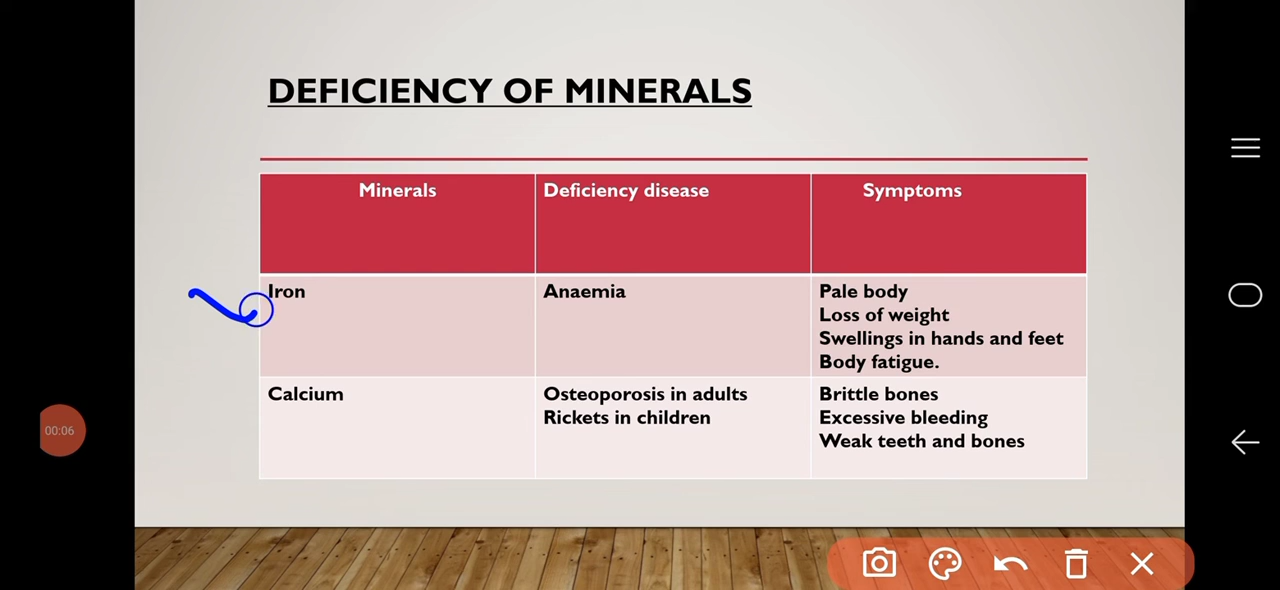 DEFICIENCY OF MINERALS
Minerals
Deficiency disease
Symptoms
Iron
Anaemia
Pale body
Loss of weight
Swellings in hands and feet
Body fatigue.
Calcium
Osteoporosis in adults
Rickets in children
Brittle bones
Excessive bleeding
Weak teeth and bones
00:06